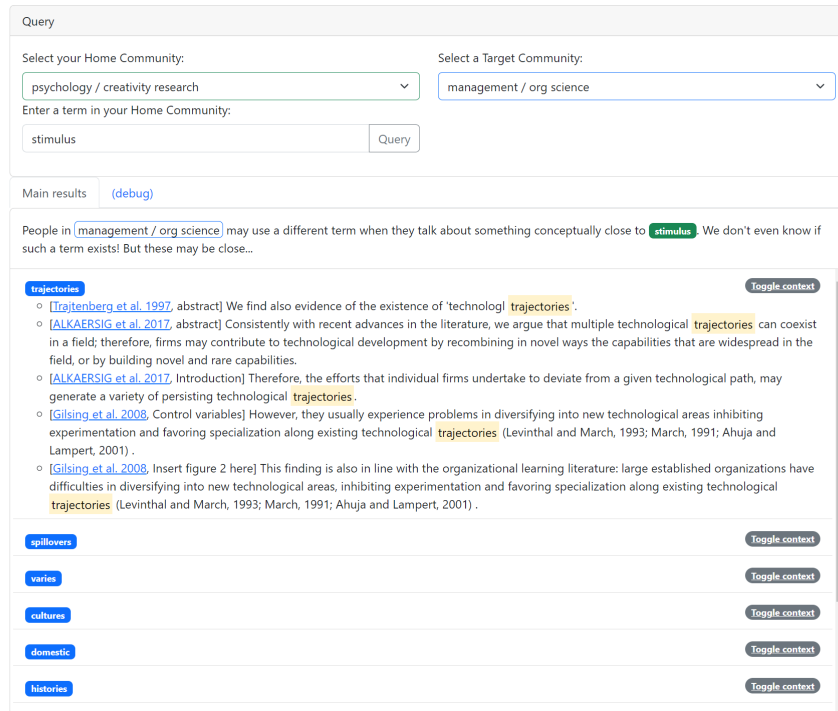 Query
Select your Home Community:
Select a Target Community:
psychology / creativity research
management / org science
Enter a term in your Home Community:
stimulus
Query
Main results
(debug)
People in management / org science may use a different term when they talk about something conceptually close to stimulus . We don't even know if
such a term exists! But these may be close...
trajectories
Toggle context
[Trajtenberg et al. 1997, abstract] We find also evidence of the existence of 'technologl trajectories'.
[ALKAERSIG et al. 2017, abstract] Consistently with recent advances in the literature, we argue that multiple technological trajectories can coexist
in a field; therefore, firms may contribute to technological development by recombining in novel ways the capabilities that are widespread in the
field, or by building novel and rare capabilities.
[ALKAERSIG et al. 2017, Introduction] Therefore, the efforts that individual firms undertake to deviate from a given technological path, may
generate a variety of persisting technological trajectories.
[Gilsing et al. 2008, Control variables] However, they usually experience problems in diversifying into new technological areas inhibiting
experimentation and favoring specialization along existing technological trajectories (Levinthal and March, 1993; March, 1991; Ahuja and
Lampert, 2001) .
[Gilsing et al. 2008, Insert figure 2 here] This finding is also in line with the organizational learning literature: large established organizations have
difficulties in diversifying into new technological areas, inhibiting experimentation and favoring specialization along existing technological
trajectories (Levinthal and March, 1993; March, 1991; Ahuja and Lampert, 2001) .
spillovers
Toggle context
varies
Toggle context
cultures
Toggle context
domestic
Toggle context
histories
Toggle context